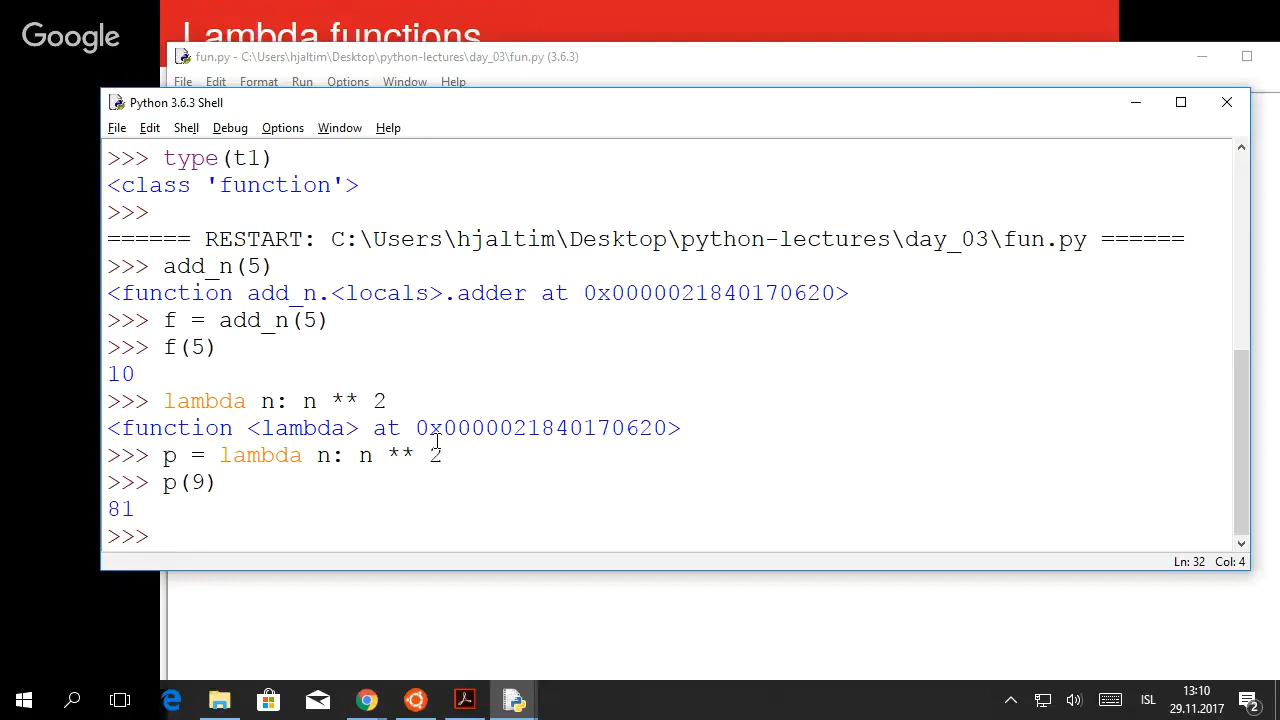 Google
Lambda functions
fun.py - C:\Users\hjaltim\Desktop\python-lectures\day_03\fun.py (3.6.3)
File Edit Format Run Options Window Help
Python 3.6.3 Shell
File Edit Shell Debug Options Window Help
>>> type(t1)
<class 'function'>
>>>
====== RESTART: C:\Users\hjaltim\Desktop\python-lectures\day_03\fun.py ======
>>> add_n(5)
<function add_n.<locals>.adder at 0x0000021840170620>
>>> f = add_n(5)
>>> f(5)
10
>>> lambda n: n ** 2
<function <lambda> at 0x0000021840170620>
>>> p = lambda n: n ** 2
>>> p(9)
81
>>>
Ln: 32 Col: 4
ISL
13:10
29.11.2017
2